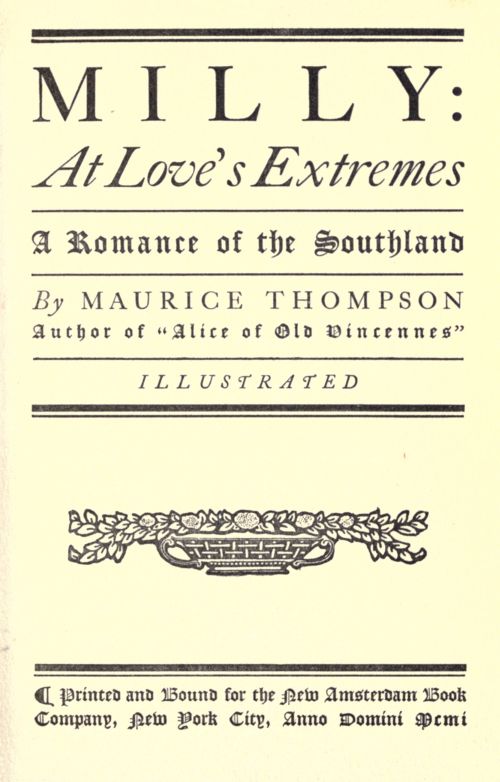 MILLY:
At Love's Extremes
A Romance of the Southland
By MAURICE THOMPSON
Author of "Alice of Old Vincennes"
ILLUSTRATED
¶ Printed and Bound for the New Amsterdam Book
Company, New York City, Anno Domini Mcmi